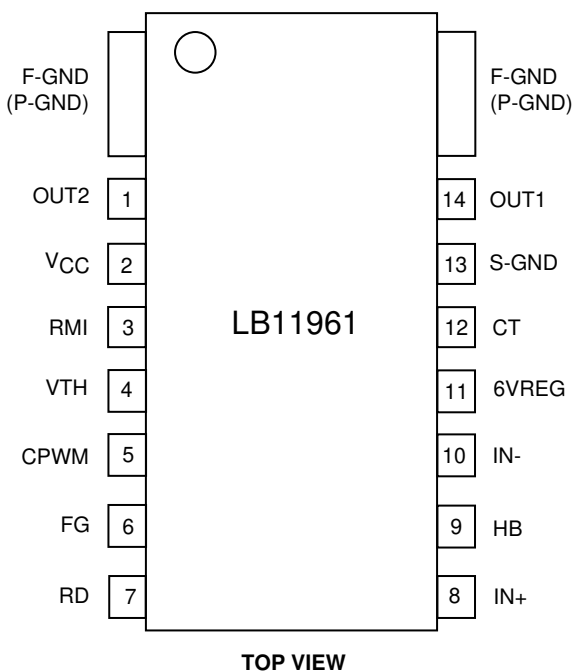 F-GND
(P-GND)
F-GND
(P-GND)
OUT2 1 14 OUT1
VCC 2 13 S-GND
RMI 3 LB11961 12 CT
VTH 4 11 6VREG
CPWM 5 10 IN-
FG 6 9 HB
RD 7 8 IN+
TOP VIEW